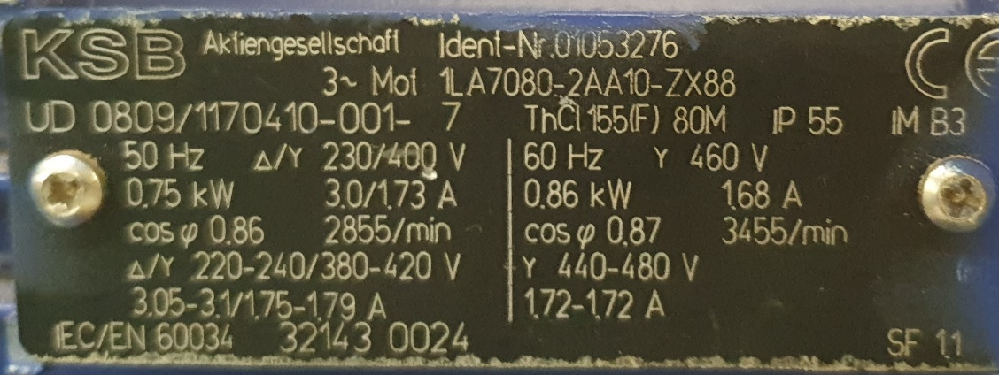 KSB Aktiengesellschaft Ident-Nr.01053276
3~ Mot 1LA7080-2AA10-ZX88
UD 0809/1170410-001- 7 ThCl 155(F) 80M IP 55 IM B3
50 Hz Δ/Y 230/400 V 60 Hz Y 460 V
0.75 kW 3.0/1.73 A 0.86 kW 1.68 A
cos φ 0.86 2855/min cos φ 0.87 3455/min
Δ/Y 220-240/380-420 V Y 440-480 V
3.05-3.1/1.75-1.79 A 1.72-1.72 A
IEC/EN 60034 32143 0024 SF 1.1
CE